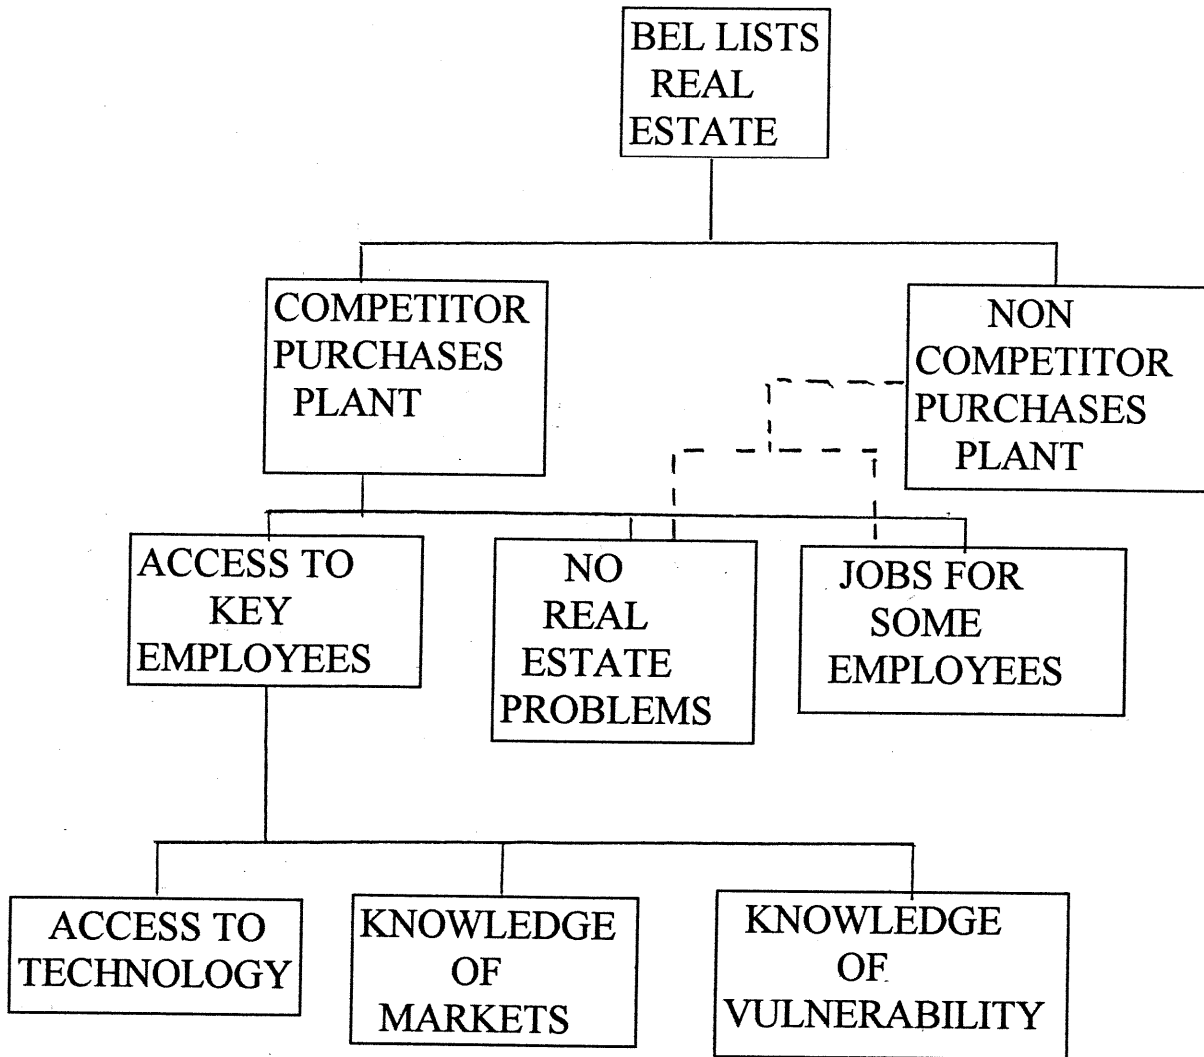 BEL LISTS
REAL
ESTATE
COMPETITOR
PURCHASES
PLANT
NON
COMPETITOR
PURCHASES
PLANT
ACCESS TO
KEY
EMPLOYEES
NO
REAL
ESTATE
PROBLEMS
JOBS FOR
SOME
EMPLOYEES
ACCESS TO
TECHNOLOGY
KNOWLEDGE
OF
MARKETS
KNOWLEDGE
OF
VULNERABILITY